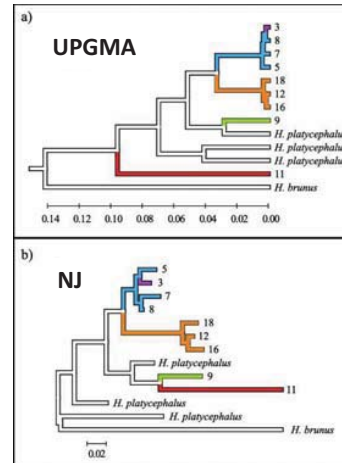 a)
UPGMA
3
8
7
5
18
12
16
9
H. platycephalus
H. platycephalus
H. platycephalus
11
H. brunus
0.14 0.12 0.10 0.08 0.06 0.04 0.02 0.00
b)
NJ
5
3
7
8
18
12
16
H. platycephalus
9
11
H. platycephalus
H. platycephalus
H. brunus
0.02